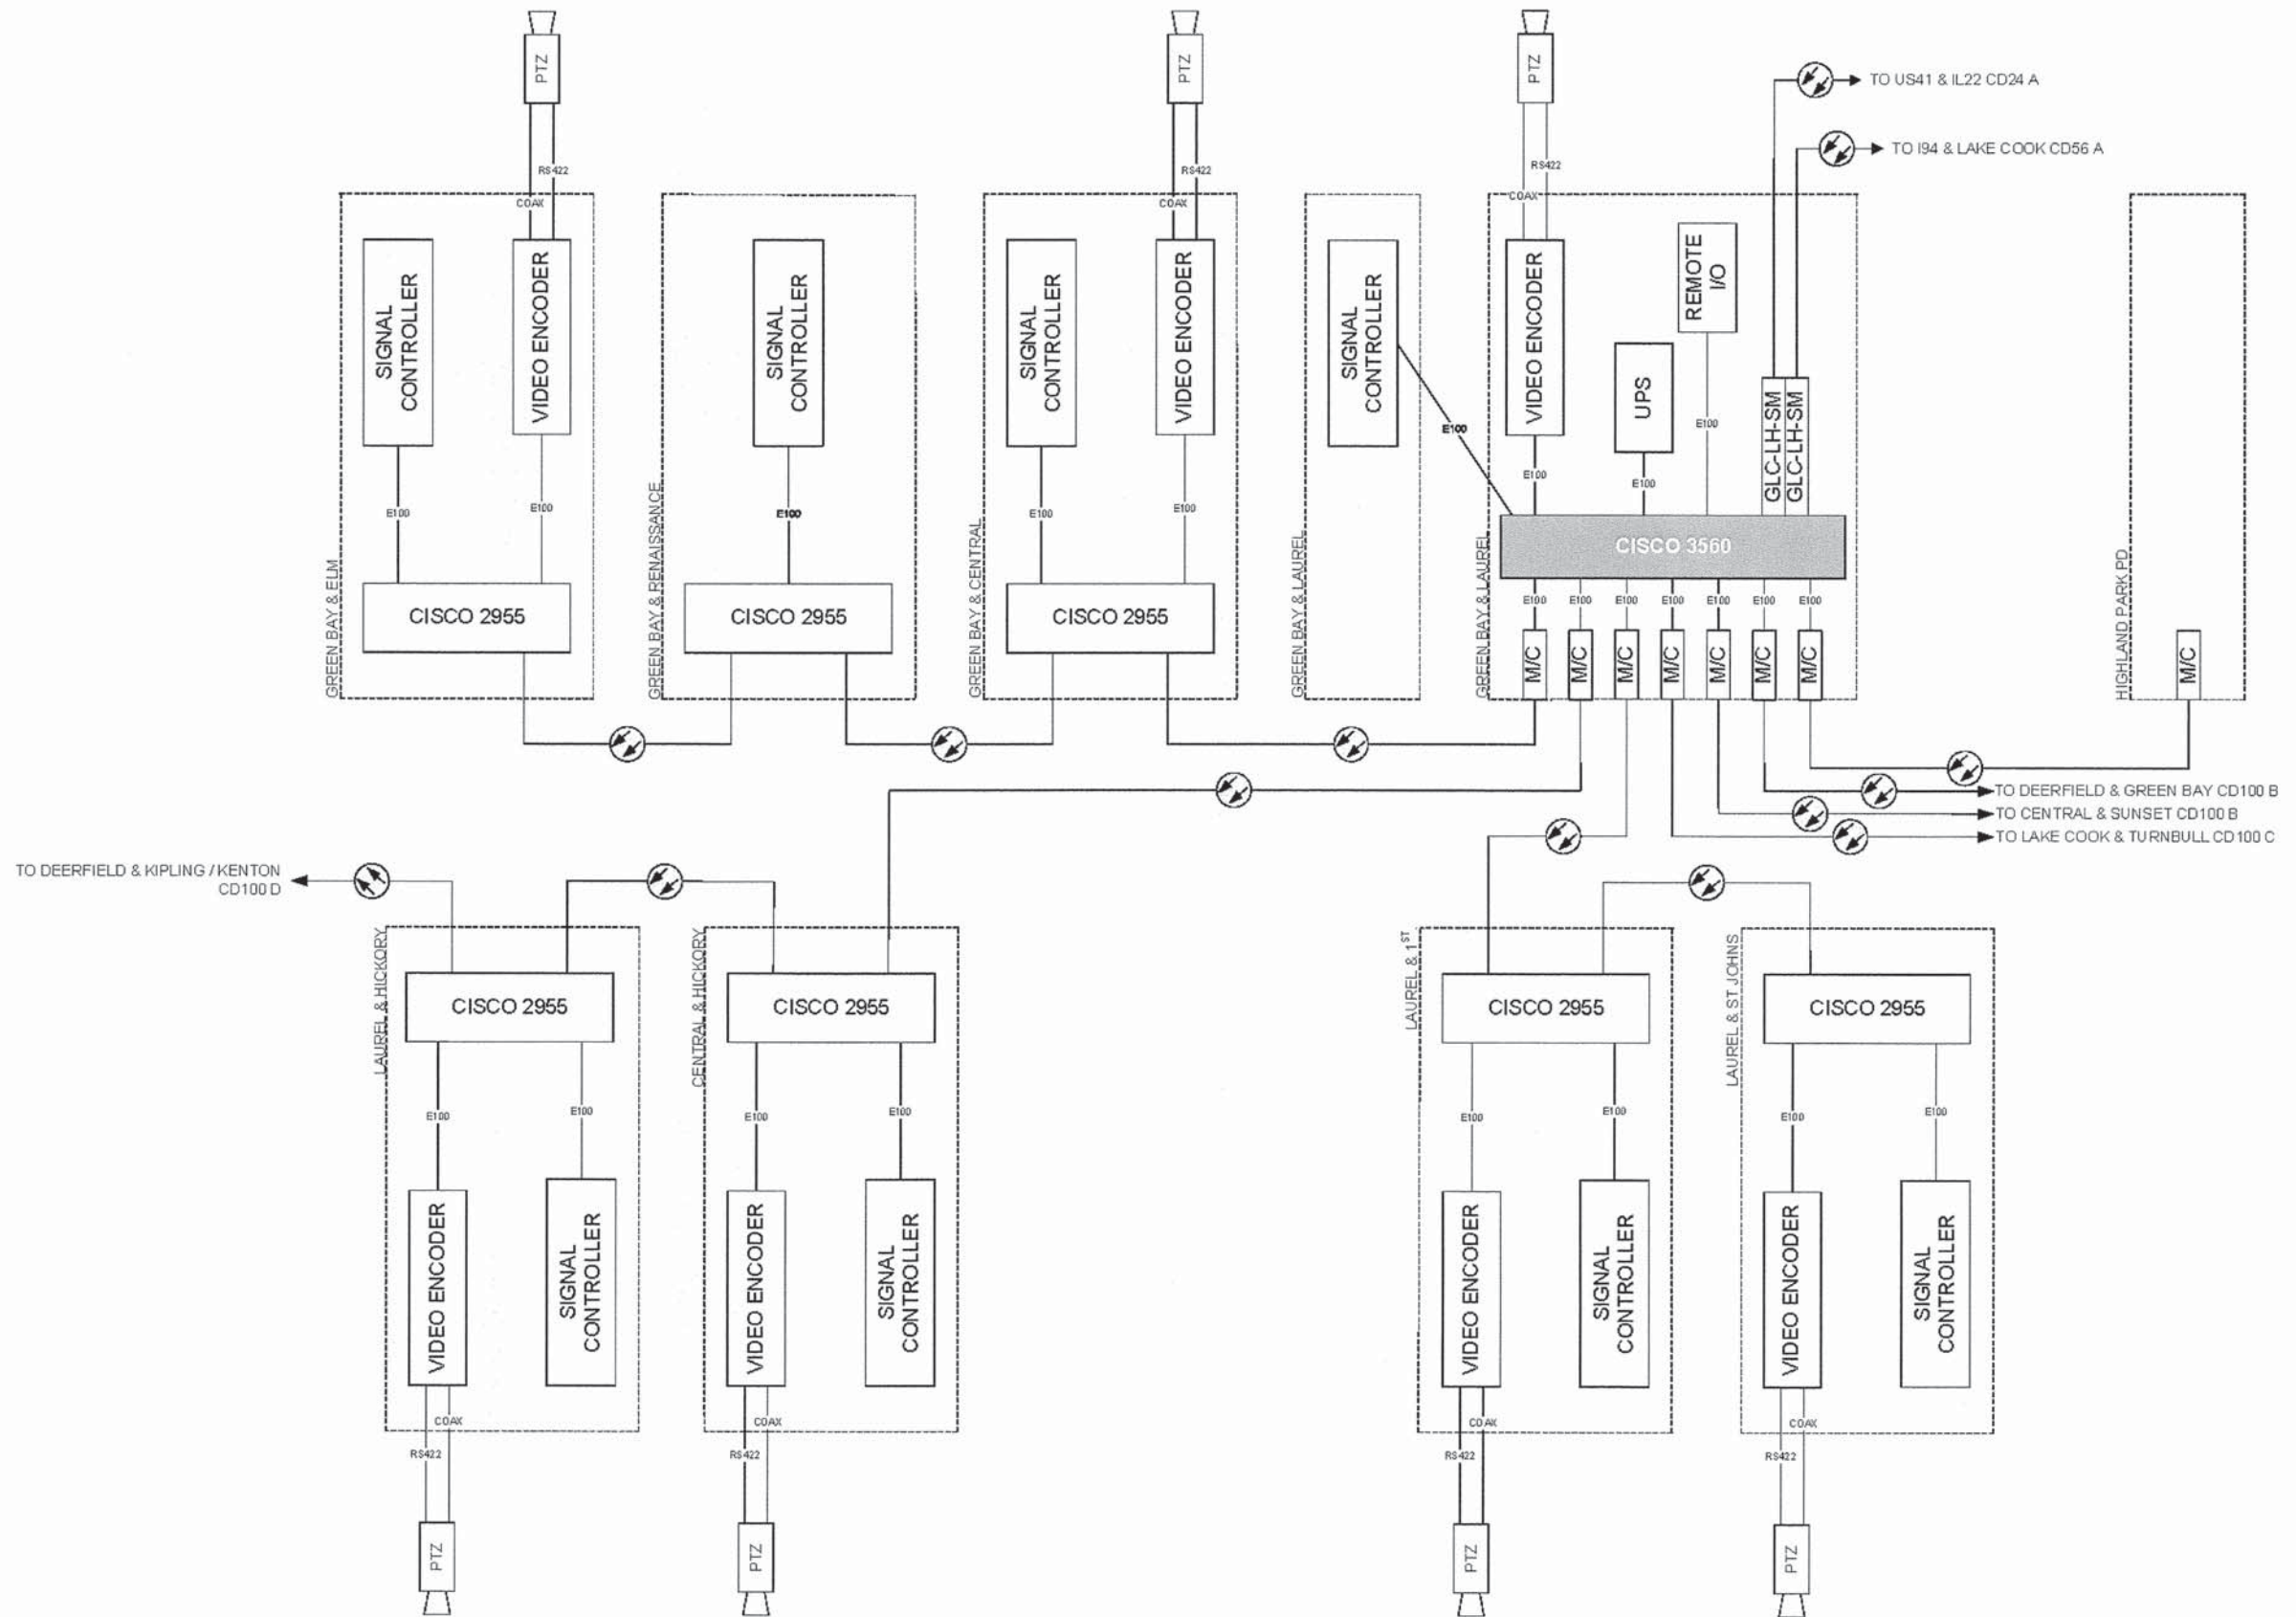 PTZ
PTZ
PTZ
TO US41 & IL22 CD24 A
TO I94 & LAKE COOK CD56 A
RS422
RS422
RS422
COAX
COAX
COAX
GREEN BAY & ELM
SIGNAL
CONTROLLER
VIDEO ENCODER
E100
E100
CISCO 2955
GREEN BAY & RENAISSANCE
SIGNAL
CONTROLLER
E100
CISCO 2955
GREEN BAY & CENTRAL
SIGNAL
CONTROLLER
VIDEO ENCODER
E100
E100
CISCO 2955
GREEN BAY & LAUREL
SIGNAL
CONTROLLER
E100
GREEN BAY & LAUREL
VIDEO ENCODER
E100
UPS
E100
REMOTE
I/O
E100
GLC-LH-SM
GLC-LH-SM
CISCO 3560
E100
E100
E100
E100
E100
E100
E100
M/C
M/C
M/C
M/C
M/C
M/C
M/C
HIGHLAND PARK PD
M/C
TO DEERFIELD & GREEN BAY CD100 B
TO CENTRAL & SUNSET CD100 B
TO LAKE COOK & TURNBULL CD100 C
TO DEERFIELD & KIPLING / KENTON
CD100 D
LAUREL & HICKORY
CISCO 2955
E100
E100
VIDEO ENCODER
SIGNAL
CONTROLLER
COAX
RS422
PTZ
CENTRAL & HICKORY
CISCO 2955
E100
E100
VIDEO ENCODER
SIGNAL
CONTROLLER
COAX
RS422
PTZ
LAUREL & 1ST
CISCO 2955
E100
E100
VIDEO ENCODER
SIGNAL
CONTROLLER
COAX
RS422
PTZ
LAUREL & ST JOHNS
CISCO 2955
E100
E100
VIDEO ENCODER
SIGNAL
CONTROLLER
COAX
RS422
PTZ